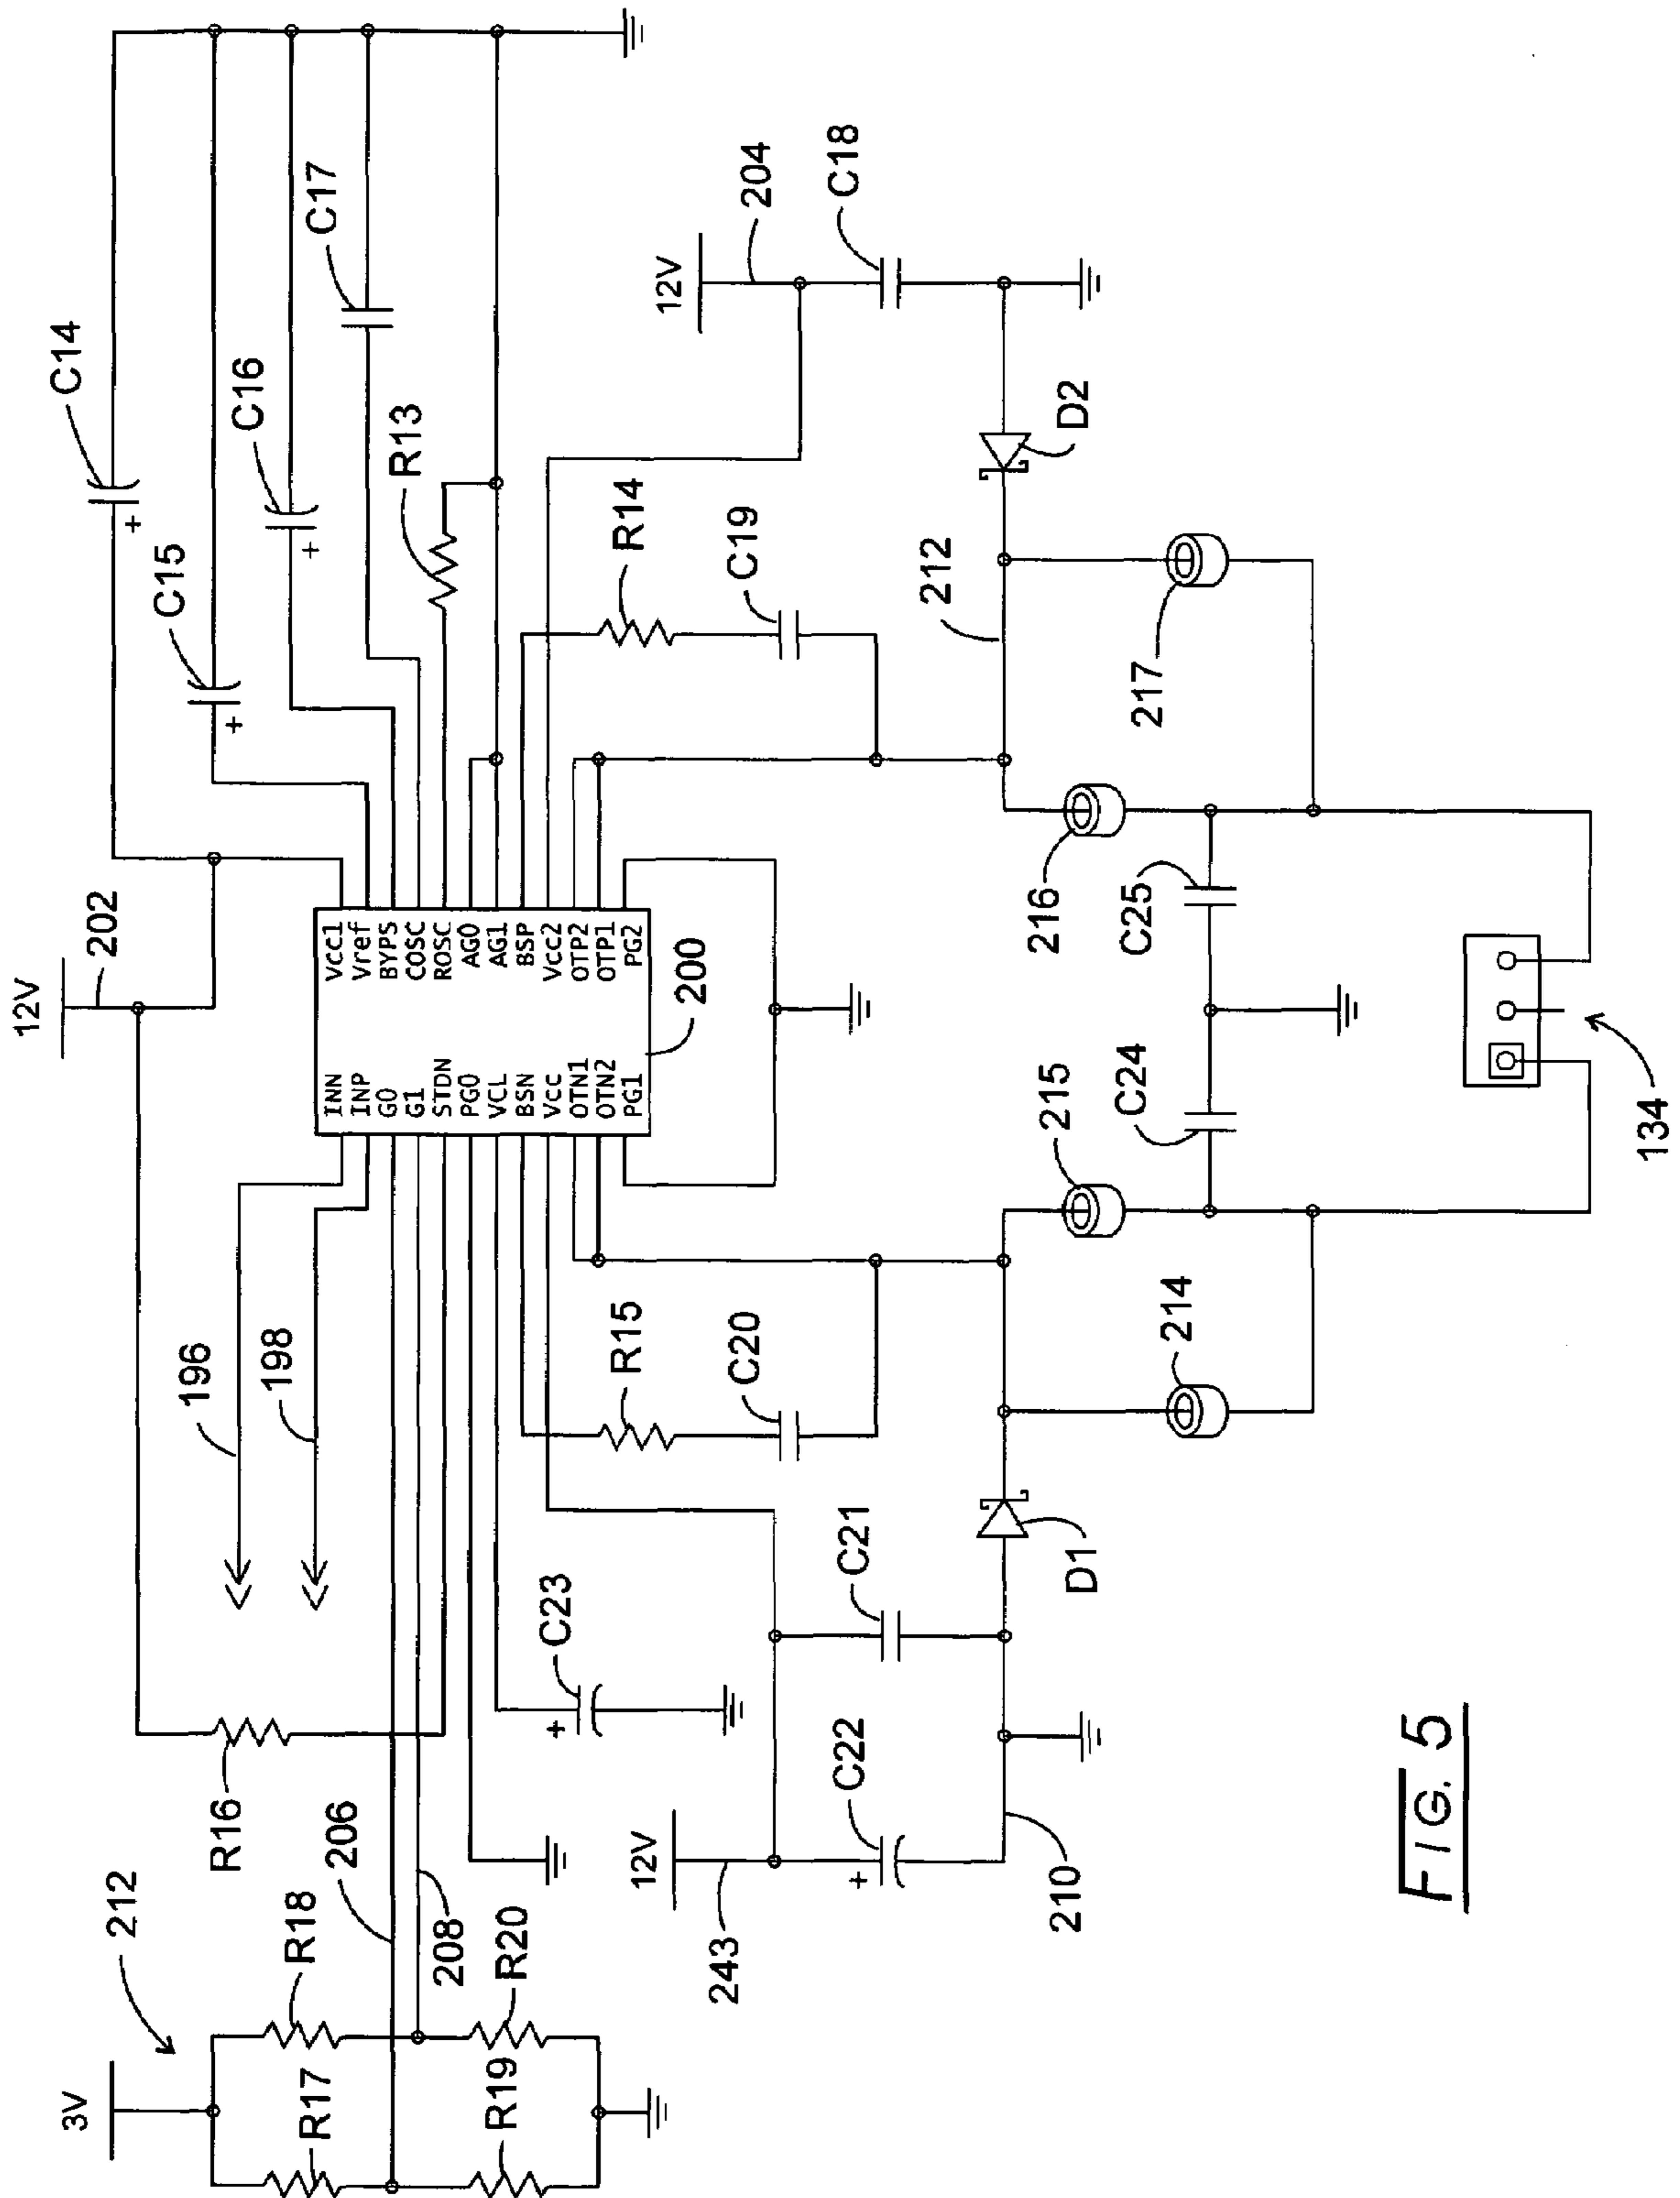 3V
212
R18
R17
206
208
R20
R19
R16
196
198
12V
202
C14
C15
C16
C17
R13
INN
INP
G0
G1
STDN
PG0
VCL
BSN
VCC
OTN1
OTN2
PG1
VCC1
Vref
BYPS
COSC
ROSC
AG0
AG1
BSP
VCC2
OTP2
OTP1
PG2
200
+
+
+
C23
+
12V
243
C22
+
C21
210
D1
R15
C20
R14
C19
12V
204
C18
D2
212
214
215
216
217
C24
C25
134
FIG. 5